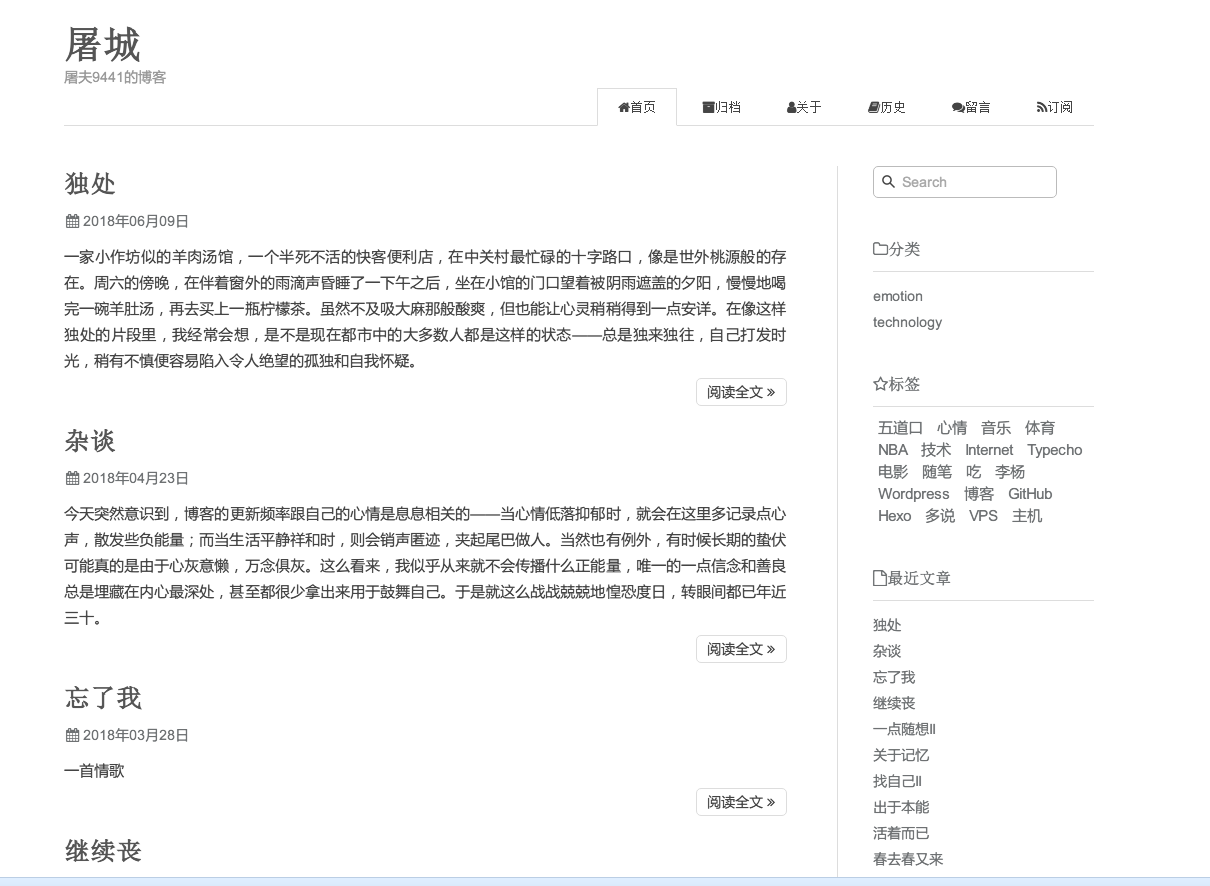 屠城
屠夫9441的博客
首页 归档 关于 历史 留言 订阅
独处
2018年06月09日
一家小作坊似的羊肉汤馆，一个半死不活的快客便利店，在中关村最忙碌的十字路口，像是世外桃源般的存
在。周六的傍晚，在伴着窗外的雨滴声昏睡了一下午之后，坐在小馆的门口望着被阴雨遮盖的夕阳，慢慢地喝
完一碗羊肚汤，再去买上一瓶柠檬茶。虽然不及吸大麻那般酸爽，但也能让心灵稍稍得到一点安详。在像这样
独处的片段里，我经常会想，是不是现在都市中的大多数人都是这样的状态——总是独来独往，自己打发时
光，稍有不慎便容易陷入令人绝望的孤独和自我怀疑。
阅读全文 »
杂谈
2018年04月23日
今天突然意识到，博客的更新频率跟自己的心情是息息相关的——当心情低落抑郁时，就会在这里多记录点心
声，散发些负能量；而当生活平静祥和时，则会销声匿迹，夹起尾巴做人。当然也有例外，有时候长期的蛰伏
可能真的是由于心灰意懒，万念俱灰。这么看来，我似乎从来就不会传播什么正能量，唯一的一点信念和善良
总是埋藏在内心最深处，甚至都很少拿出来用于鼓舞自己。于是就这么战战兢兢地惶恐度日，转眼间都已年近
三十。
阅读全文 »
忘了我
2018年03月28日
一首情歌
阅读全文 »
继续丧
Search
分类
emotion
technology
标签
五道口 心情 音乐 体育
NBA 技术 Internet Typecho
电影 随笔 吃 李杨
Wordpress 博客 GitHub
Hexo 多说 VPS 主机
最近文章
独处
杂谈
忘了我
继续丧
一点随想II
关于记忆
找自己II
出于本能
活着而已
春去春又来